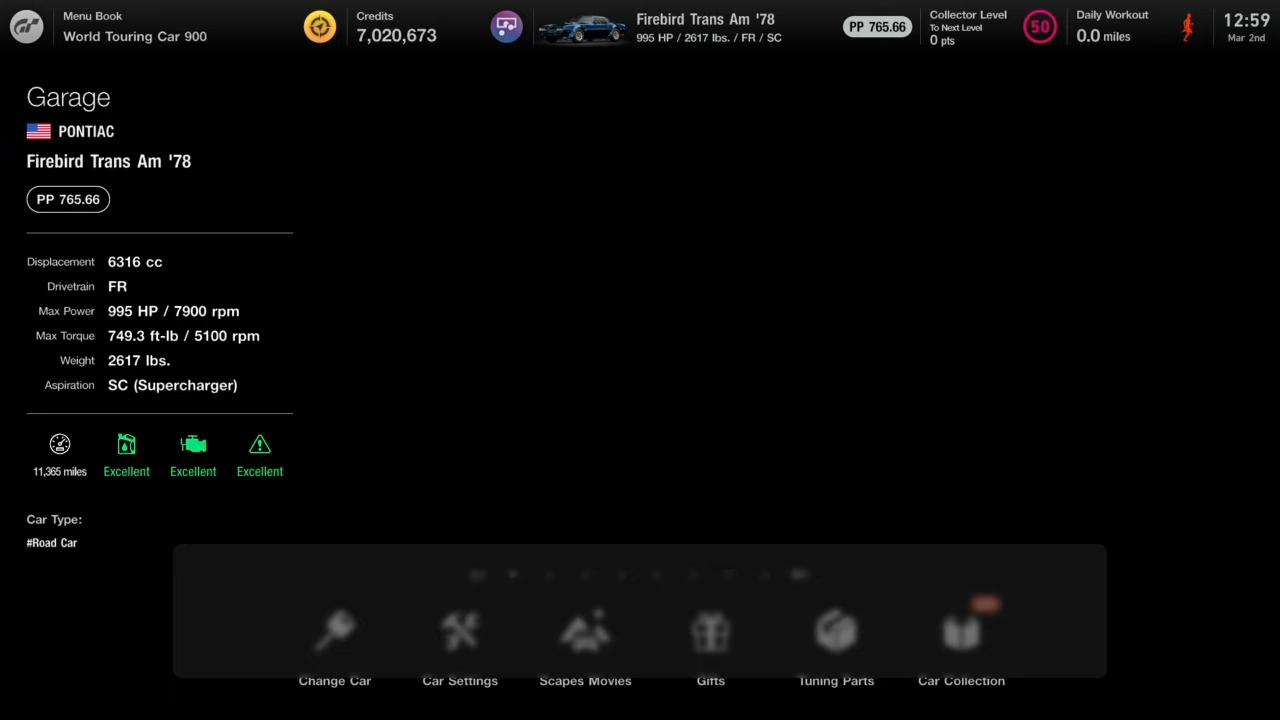 Menu Book
World Touring Car 900
Credits
7,020,673
Firebird Trans Am '78
995 HP / 2617 lbs. / FR / SC
PP 765.66
Collector Level
To Next Level
0 pts
50
Daily Workout
0.0 miles
12:59
Mar 2nd
Garage
PONTIAC
Firebird Trans Am '78
PP 765.66
Displacement 6316 cc
Drivetrain FR
Max Power 995 HP / 7900 rpm
Max Torque 749.3 ft-lb / 5100 rpm
Weight 2617 lbs.
Aspiration SC (Supercharger)
11,365 miles Excellent Excellent Excellent
Car Type:
#Road Car
Change Car Car Settings Scapes Movies Gifts Tuning Parts Car Collection